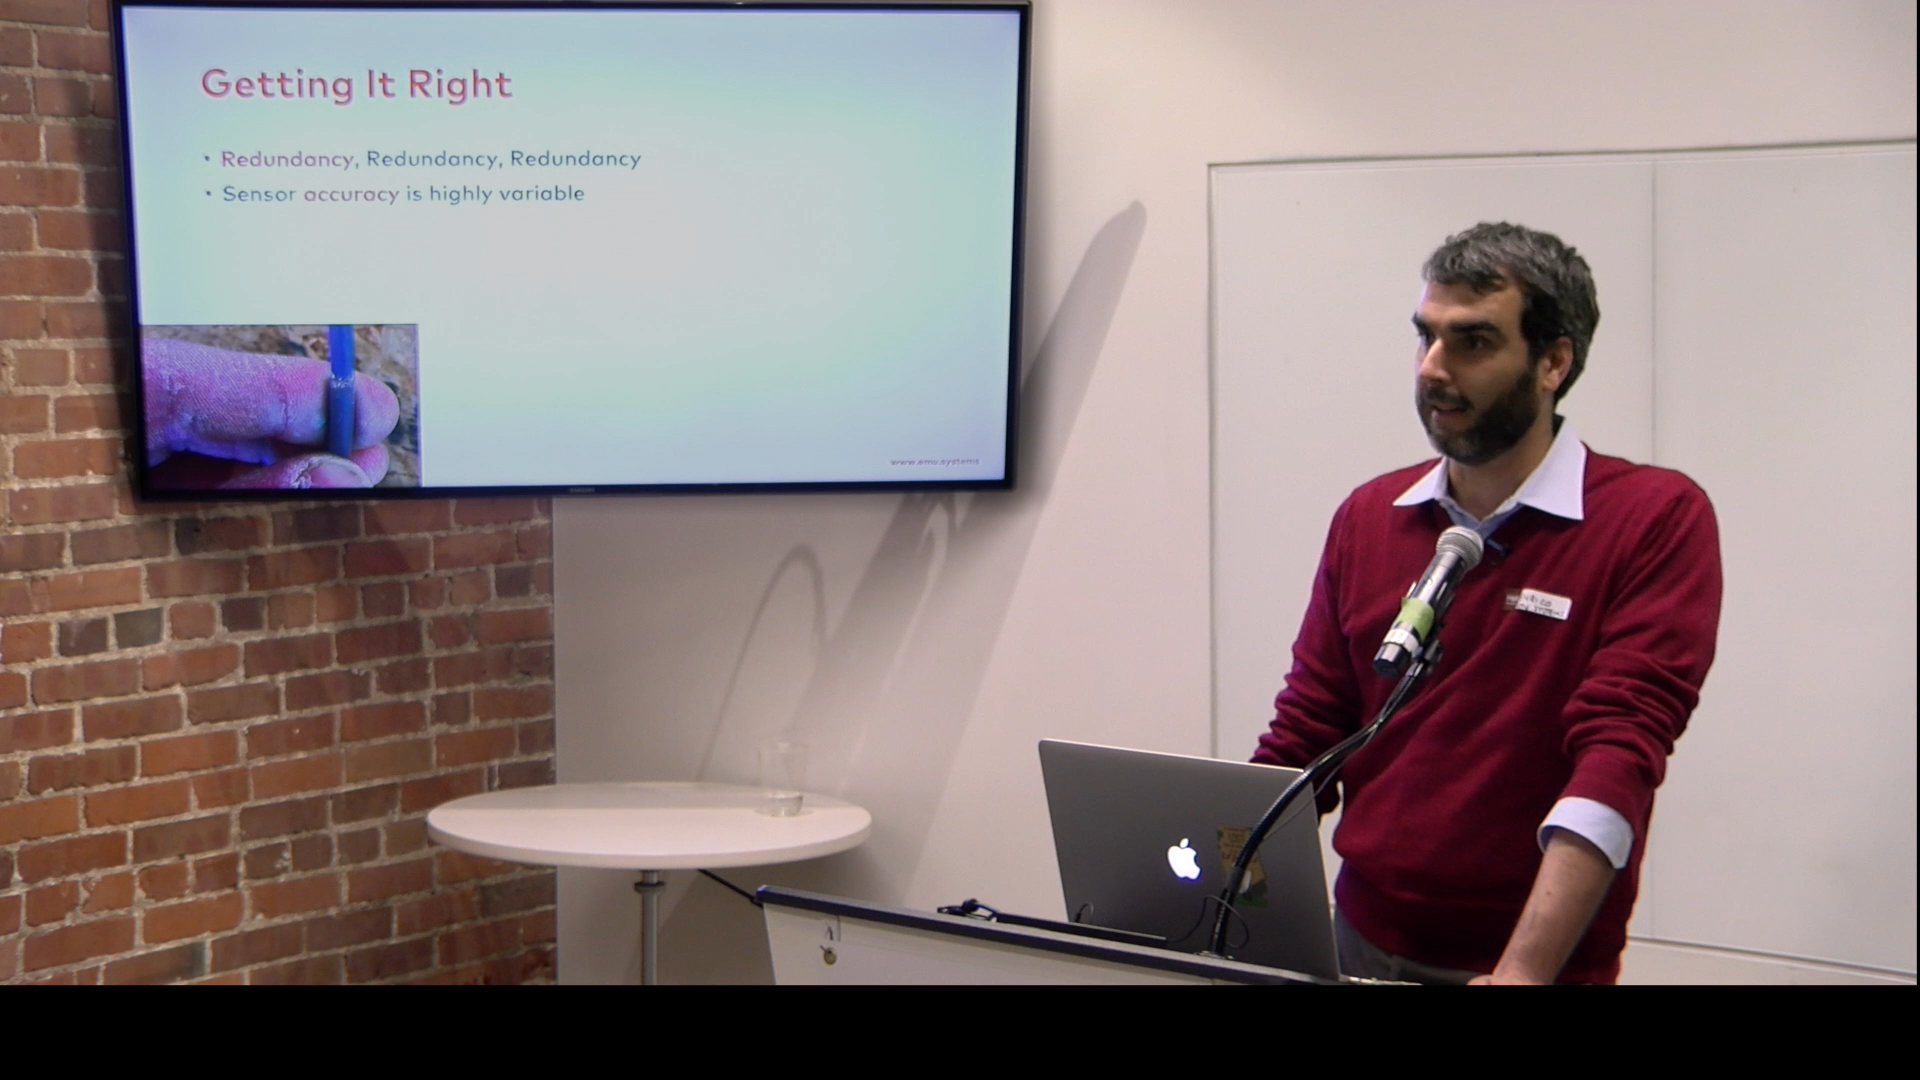 Getting It Right
• Redundancy, Redundancy, Redundancy
• Sensor accuracy is highly variable
www.emu.systems